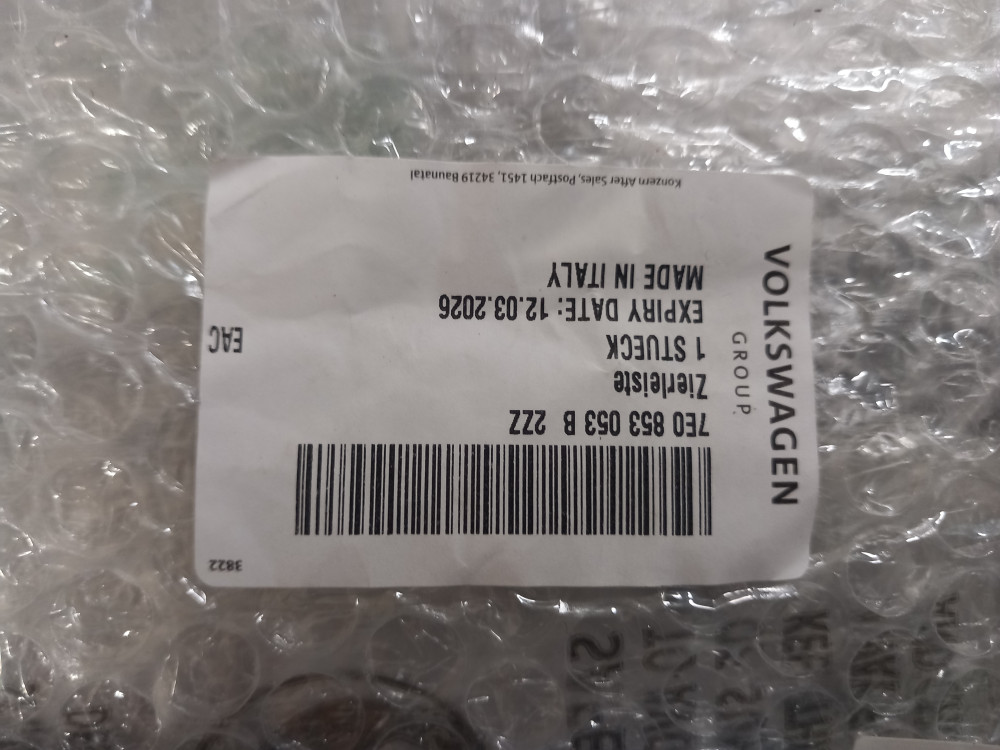 VOLKSWAGEN
GROUP
7E0 853 053 B 2ZZ
Zierleiste
1 STUECK
EXPIRY DATE: 12.03.2026
MADE IN ITALY
EAC
3822
Konzern After Sales, Postfach 1451, 34219 Baunatal